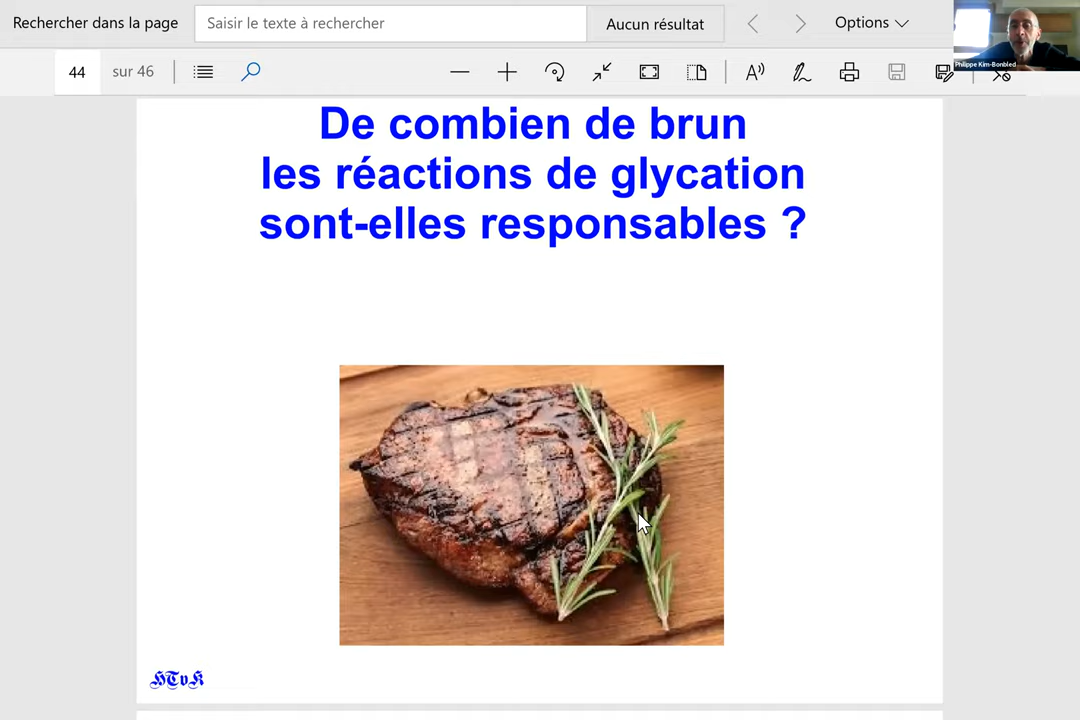 Rechercher dans la page
Saisir le texte à rechercher
Aucun résultat
Options
44
sur 46
Philippe Kim-Bonbled
De combien de brun
les réactions de glycation
sont-elles responsables ?
HTvK